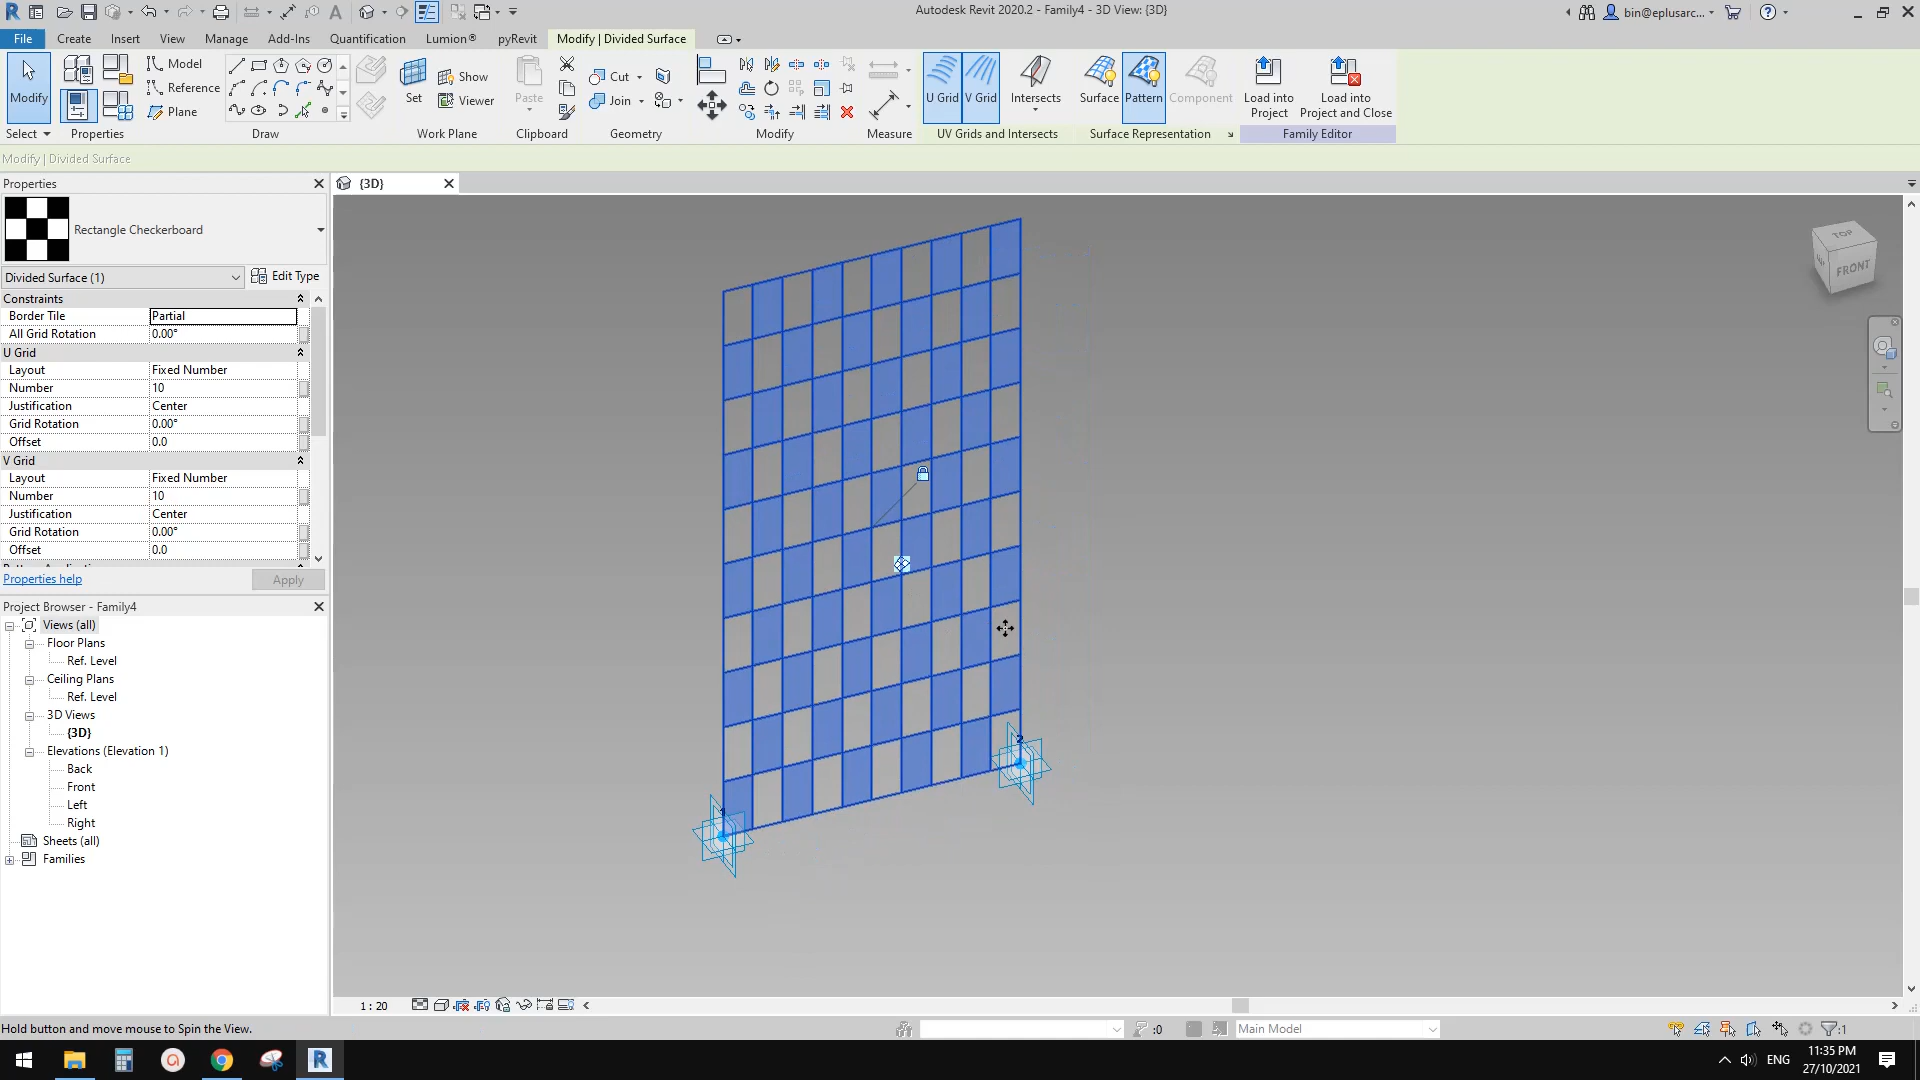 Autodesk Revit 2020.2 - Family4 - 3D View: {3D}
bin@eplusarc...
File Create Insert View Manage Add-Ins Quantification Lumion® pyRevit Modify | Divided Surface
Modify
Model
Reference
Plane
Set
Show
Viewer
Paste
Cut
Join
U Grid V Grid Intersects Surface Pattern Component
Load into Project
Load into Project and Close
Select Properties Draw Work Plane Clipboard Geometry Modify Measure UV Grids and Intersects Surface Representation Family Editor
Modify | Divided Surface
Properties
{3D}
Rectangle Checkerboard
Divided Surface (1)
Edit Type
Constraints
Border Tile Partial
All Grid Rotation 0.00°
U Grid
Layout Fixed Number
Number 10
Justification Center
Grid Rotation 0.00°
Offset 0.0
V Grid
Layout Fixed Number
Number 10
Justification Center
Grid Rotation 0.00°
Offset 0.0
Properties help
Apply
TOP
FRONT
2
Project Browser - Family4
Views (all)
Floor Plans
Ref. Level
Ceiling Plans
Ref. Level
3D Views
{3D}
Elevations (Elevation 1)
Back
Front
Left
Right
Sheets (all)
Families
1 : 20
Hold button and move mouse to Spin the View.
:0
Main Model
:1
ENG
11:35 PM
27/10/2021